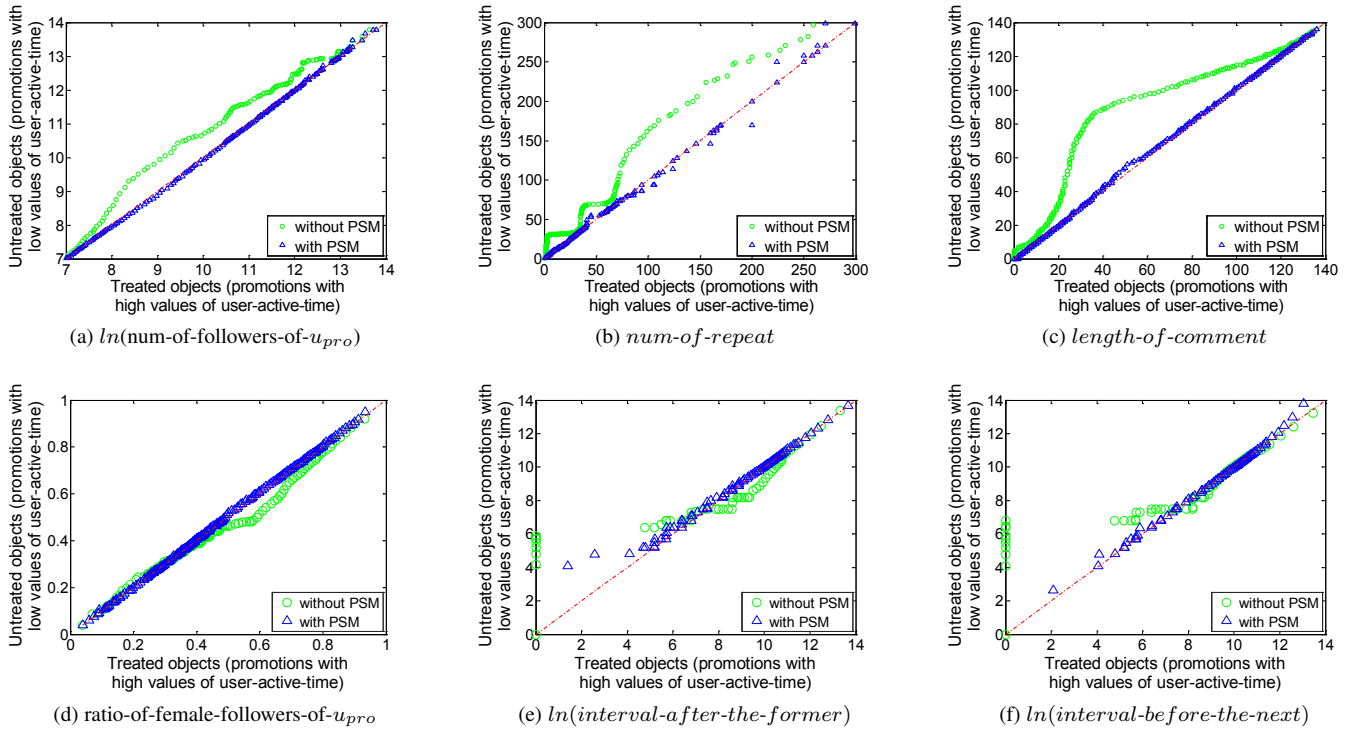 Untreated objects (promotions with
low values of user-active-time)
14
13
12
11
10
9
8
7
7 8 9 10 11 12 13 14
without PSM
with PSM
Treated objects (promotions with
high values of user-active-time)
(a) ln(num-of-followers-of-u_pro)
Untreated objects (promotions with
low values of user-active-time)
300
250
200
150
100
50
0
0 50 100 150 200 250 300
without PSM
with PSM
Treated objects (promotions with
high values of user-active-time)
(b) num-of-repeat
Untreated objects (promotions with
low values of user-active-time)
140
120
100
80
60
40
20
0
0 20 40 60 80 100 120 140
without PSM
with PSM
Treated objects (promotions with
high values of user-active-time)
(c) length-of-comment
Untreated objects (promotions with
low values of user-active-time)
1
0.8
0.6
0.4
0.2
0
0 0.2 0.4 0.6 0.8 1
without PSM
with PSM
Treated objects (promotions with
high values of user-active-time)
(d) ratio-of-female-followers-of-u_pro
Untreated objects (promotions with
low values of user-active-time)
14
12
10
8
6
4
2
0
0 2 4 6 8 10 12 14
without PSM
with PSM
Treated objects (promotions with
high values of user-active-time)
(e) ln(interval-after-the-former)
Untreated objects (promotions with
low values of user-active-time)
14
12
10
8
6
4
2
0
0 2 4 6 8 10 12 14
without PSM
with PSM
Treated objects (promotions with
high values of user-active-time)
(f) ln(interval-before-the-next)